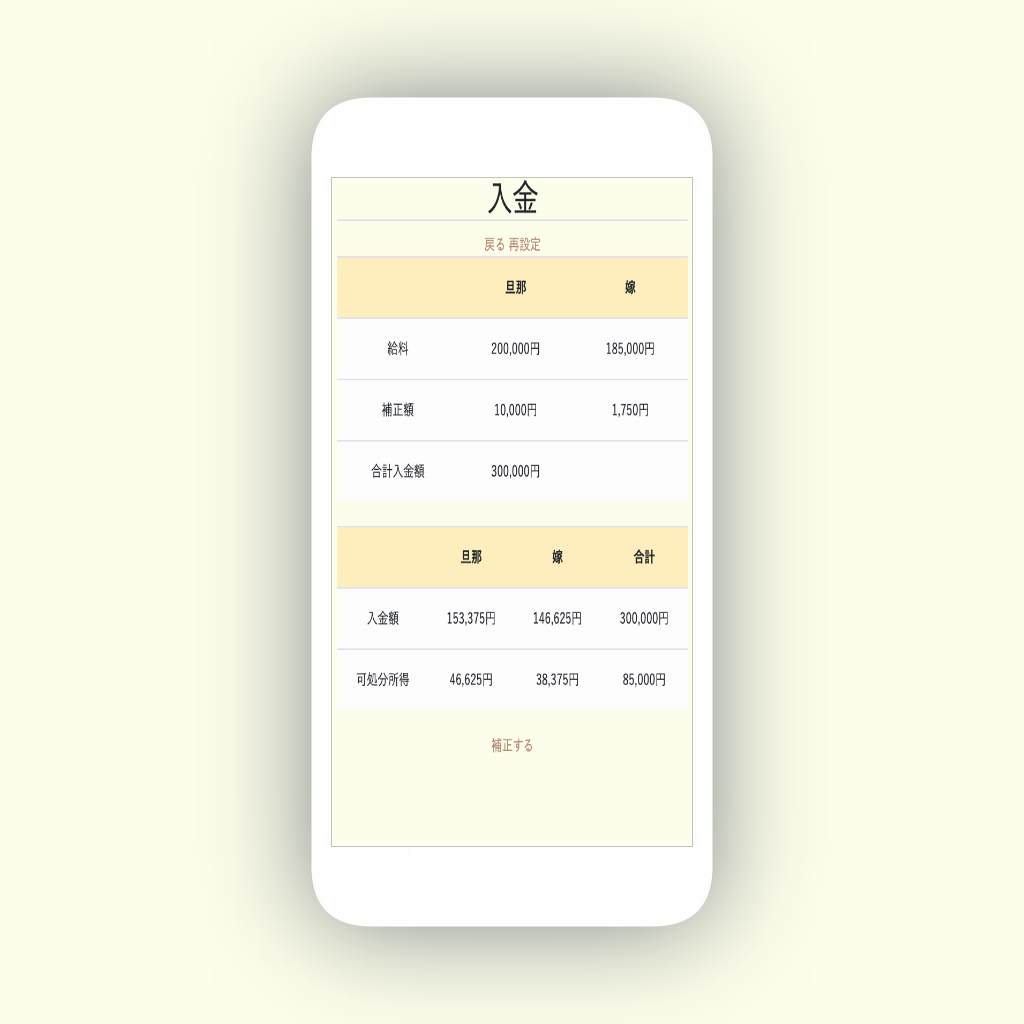 入金
戻る 再設定
旦那 嫁
給料 200,000円 185,000円
補正額 10,000円 1,750円
合計入金額 300,000円
旦那 嫁 合計
入金額 153,375円 146,625円 300,000円
可処分所得 46,625円 38,375円 85,000円
補正する